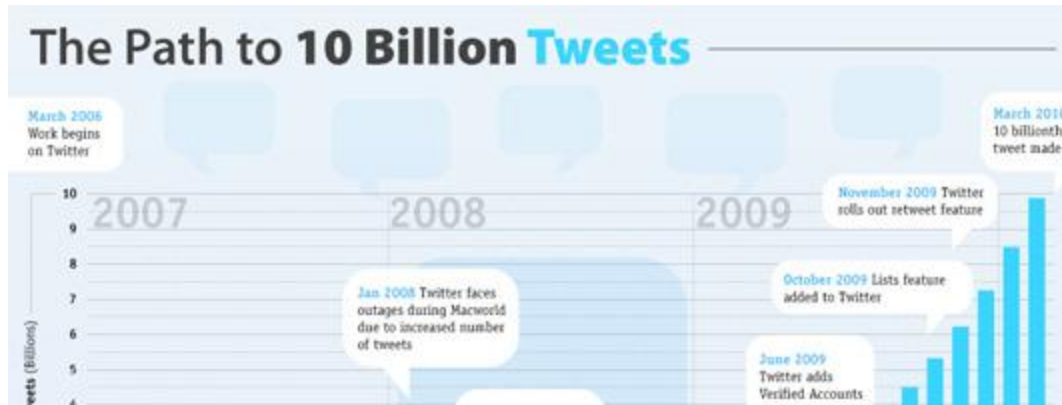 The Path to 10 Billion Tweets
March 2006
Work begins
on Twitter
March 201
10 billionth
tweet made
10
2007
2008
2009
November 2009 Twitter
rolls out retweet feature
9
8
October 2009 Lists feature
added to Twitter
Jan 2008 Twitter faces
outages during Macworld
due to increased number
of tweets
7
6
June 2009
Twitter adds
Verified Accounts
5
eets (Billions)